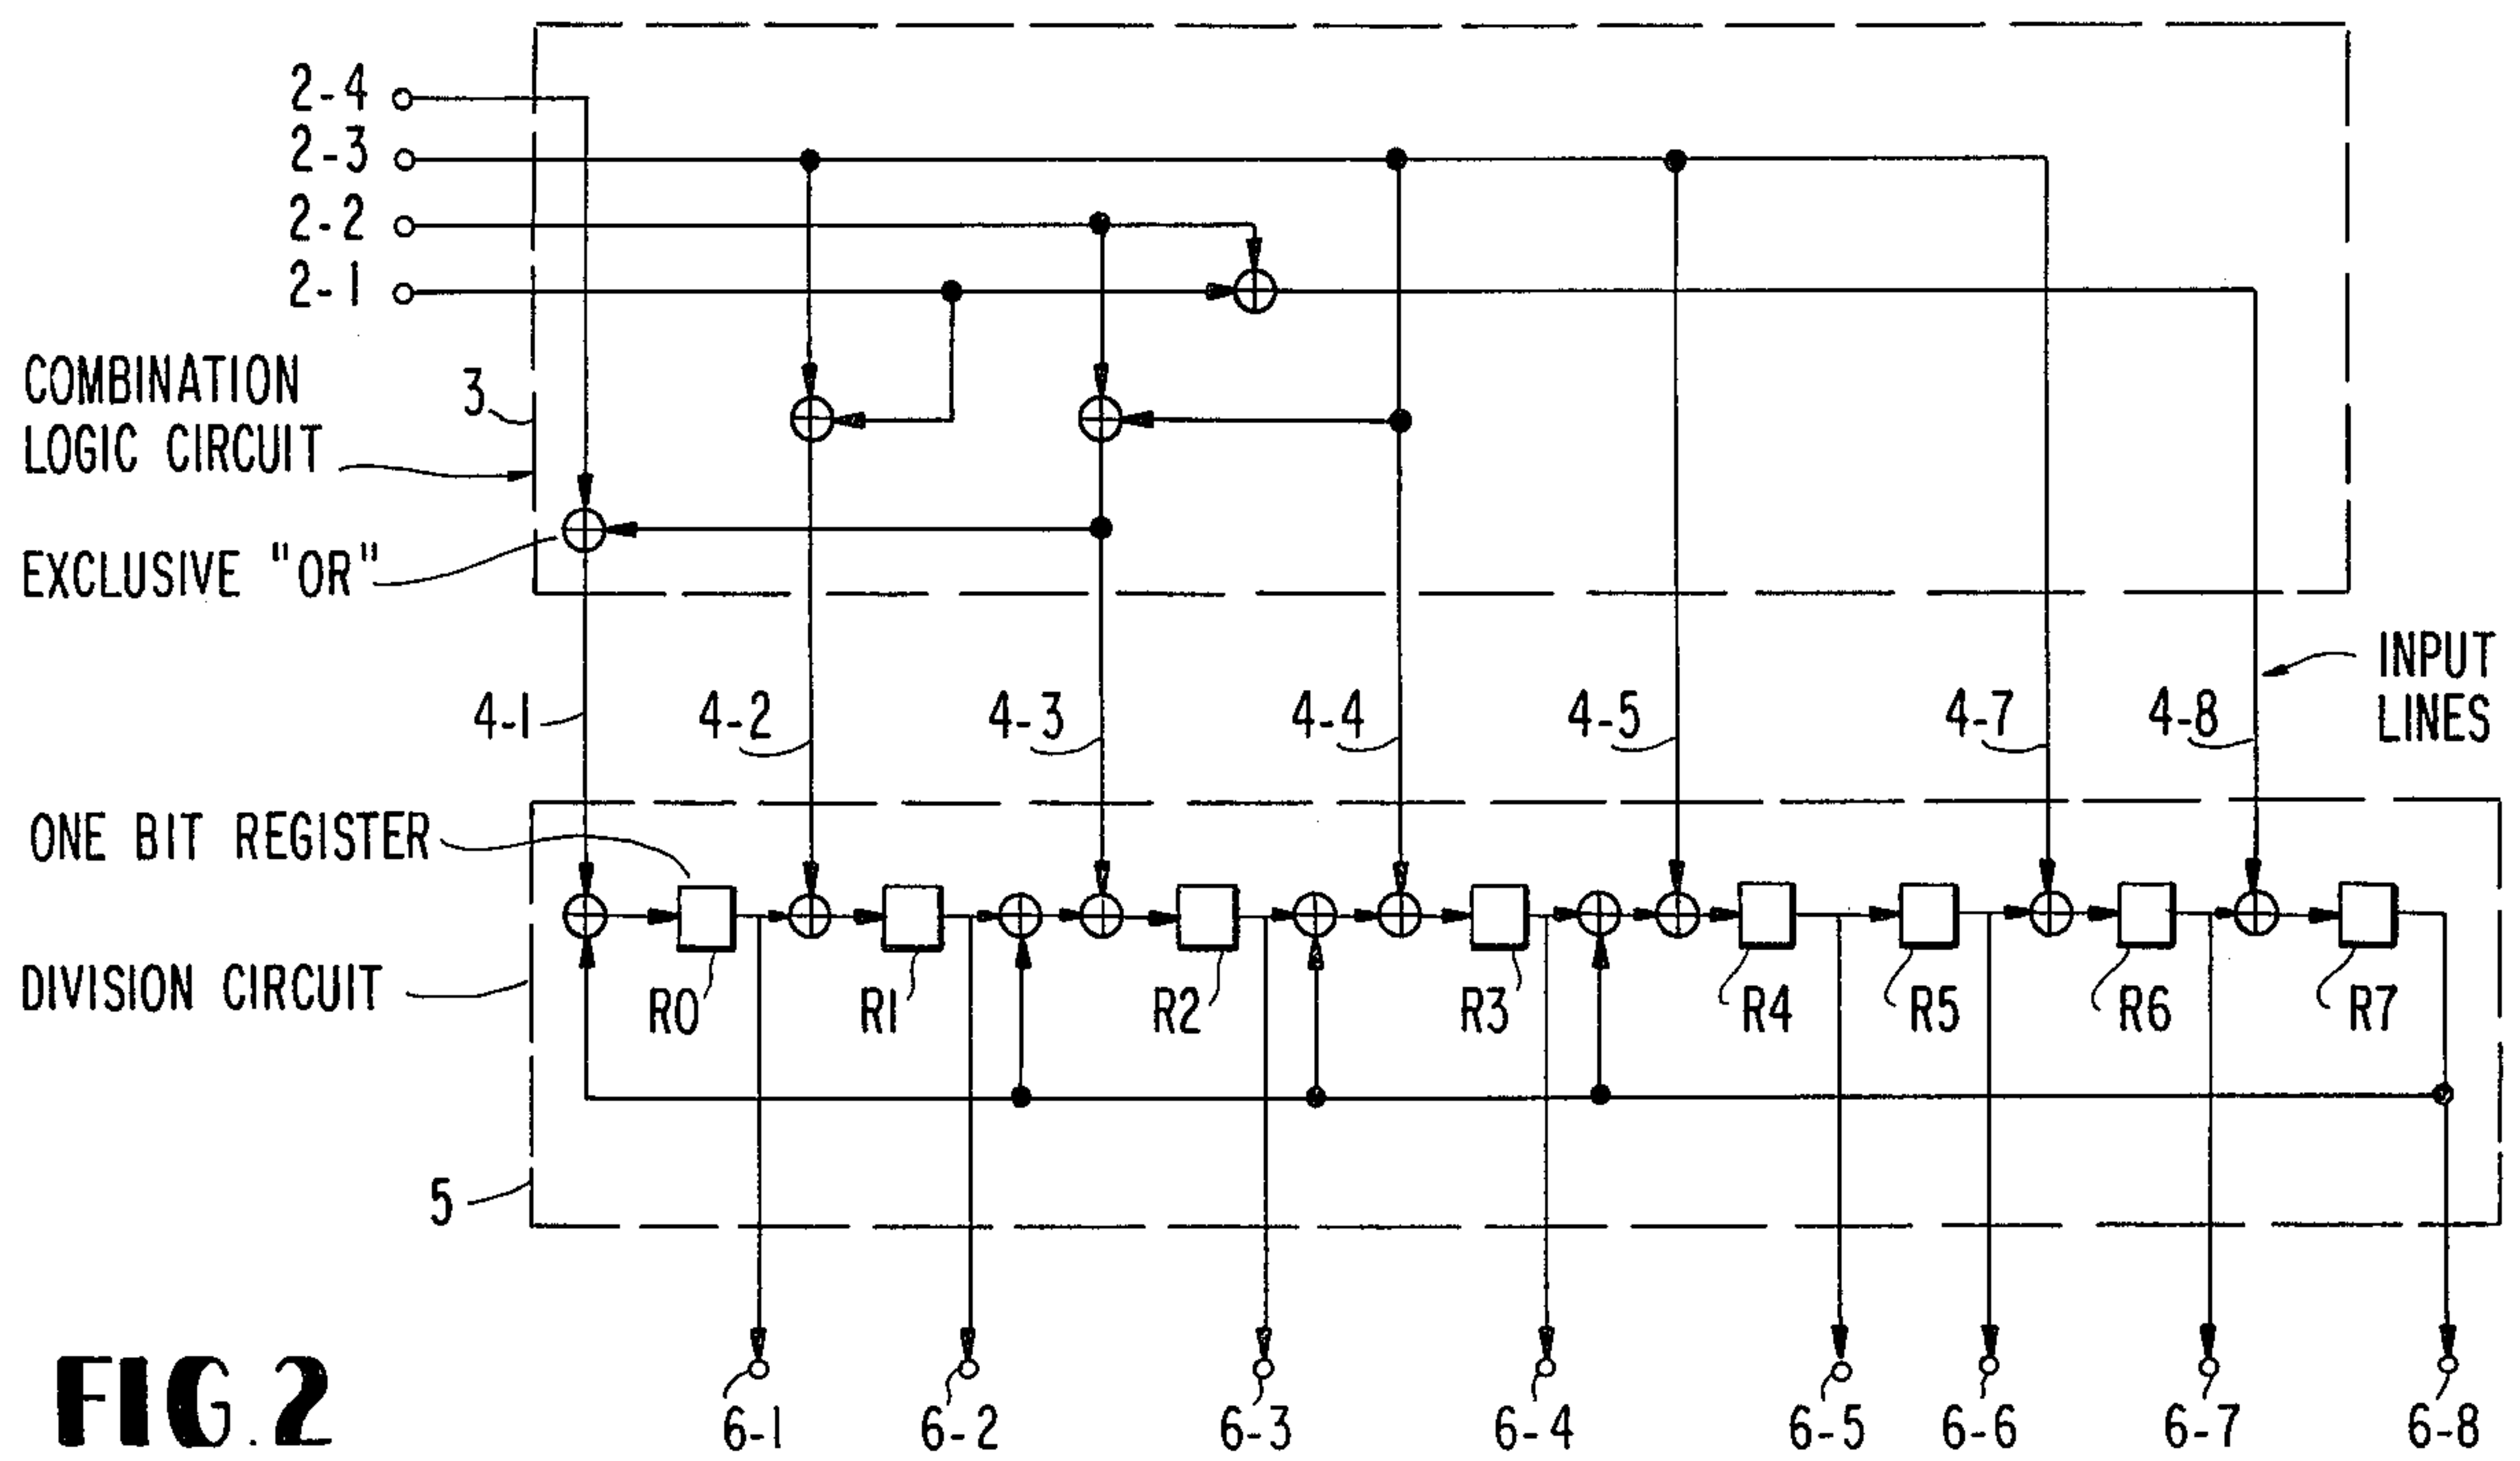 2-4
2-3
2-2
2-1
COMBINATION
LOGIC CIRCUIT
3
EXCLUSIVE "OR"
INPUT
LINES
4-1
4-2
4-3
4-4
4-5
4-7
4-8
ONE BIT REGISTER
DIVISION CIRCUIT
R0
R1
R2
R3
R4
R5
R6
R7
5
6-1
6-2
6-3
6-4
6-5
6-6
6-7
6-8
FIG.2